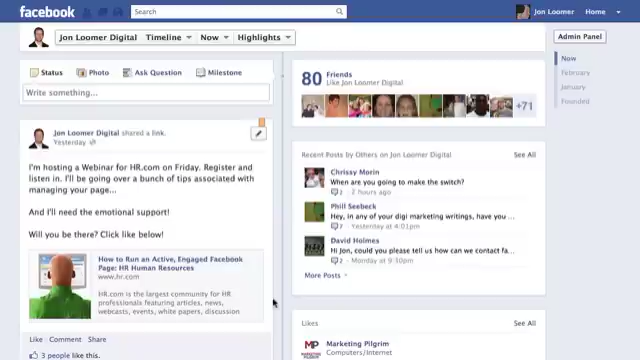 facebook
Search
Jon Loomer Home
Jon Loomer Digital Timeline Now Highlights
Admin Panel
Now
February
January
Founded
Status Photo Ask Question Milestone
Write something...
Jon Loomer Digital shared a link.
Yesterday
I'm hosting a Webinar for HR.com on Friday. Register and
listen in. I'll be going over a bunch of tips associated with
managing your page...
And I'll need the emotional support!
Will you be there? Click like below!
How to Run an Active, Engaged Facebook
Page: HR Human Resources
www.hr.com
HR.com is the largest community for HR
professionals featuring articles, news,
webcasts, events, white papers, discussion
Like Comment Share
3 people like this.
80 Friends
Like Jon Loomer Digital
+71
Recent Posts by Others on Jon Loomer Digital See All
Chrissy Morin
When are you going to make the switch?
2 · 2 hours ago
Phill Seebeck
Hey, in any of your digi marketing writings, have you ...
7 · Yesterday at 4:01pm
David Holmes
Hi Jon, could you please tell us how can we contact fa...
2 · Monday at 9:30pm
More Posts
Likes See All
MP
MARKETING
PILGRIM
Marketing Pilgrim
Computers/Internet